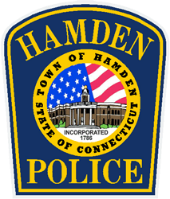 HAMDEN
TOWN OF HAMDEN
INCORPORATED
1786
STATE OF CONNECTICUT
POLICE